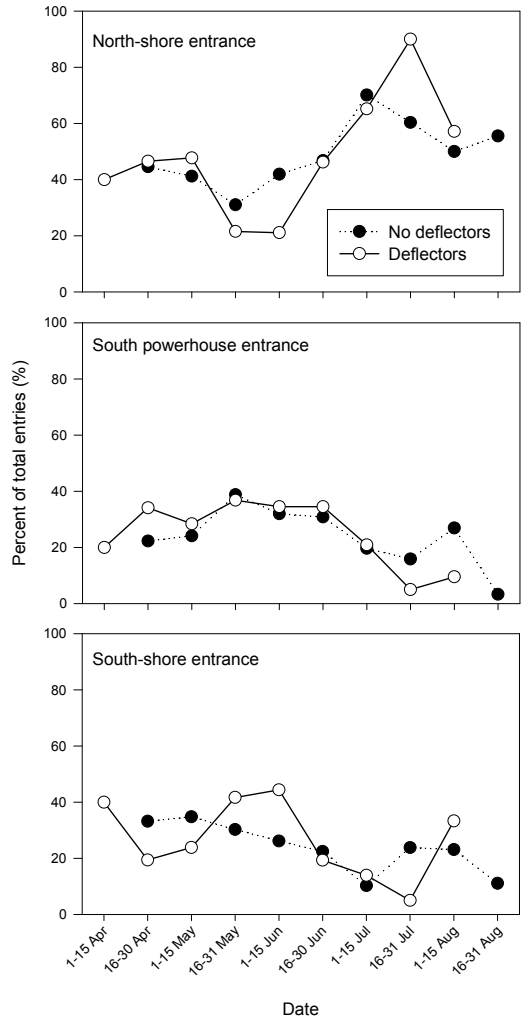 100
North-shore entrance
80
60
40
No deflectors
20
Deflectors
0
100
South powerhouse entrance
80
60
40
20
0
Percent of total entries (%)
100
South-shore entrance
80
60
40
20
0
1-15 Apr
16-30 Apr
1-15 May
16-31 May
1-15 Jun
16-30 Jun
1-15 Jul
16-31 Jul
1-15 Aug
16-31 Aug
Date